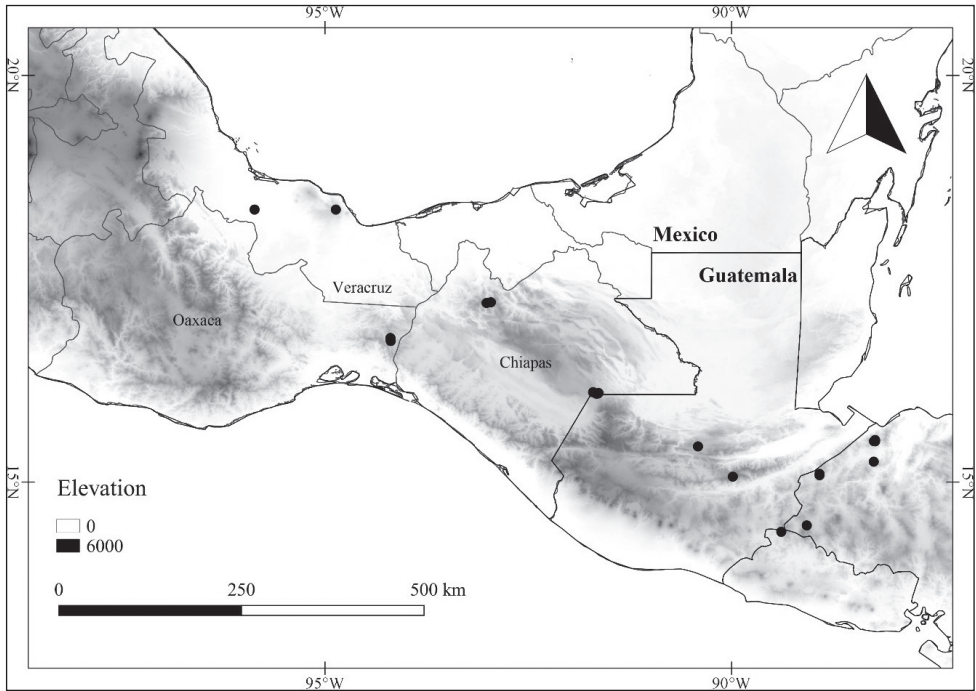 95°W
90°W
20°N
20°N
Mexico
Guatemala
Veracruz
Oaxaca
Chiapas
15°N
15°N
Elevation
0
6000
0
250
500 km
95°W
90°W